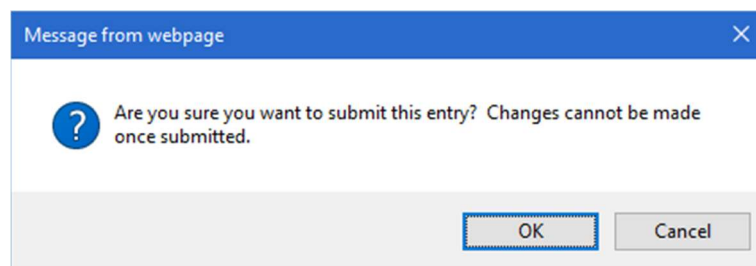 Message from webpage
Are you sure you want to submit this entry?  Changes cannot be made
once submitted.
OK
Cancel